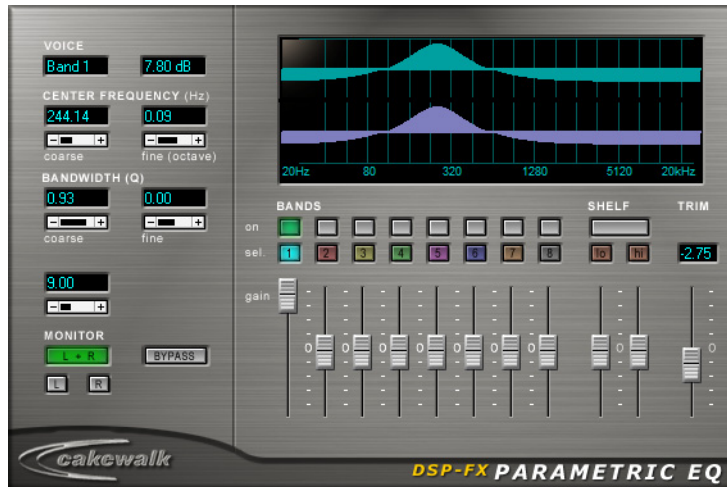 VOICE
Band 1 7.80 dB
CENTER FREQUENCY (Hz)
244.14 0.09
- + - +
coarse fine (octave)
BANDWIDTH (Q)
0.93 0.00
- + - +
coarse fine
9.00
- +
MONITOR
L + R BYPASS
L R
20Hz 80 320 1280 5120 20kHz
BANDS SHELF TRIM
on
sel. 1 2 3 4 5 6 7 8 lo hi -2.75
gain
0 0 0 0 0 0 0 0 0 0
cakewalk
DSP-FX PARAMETRIC EQ